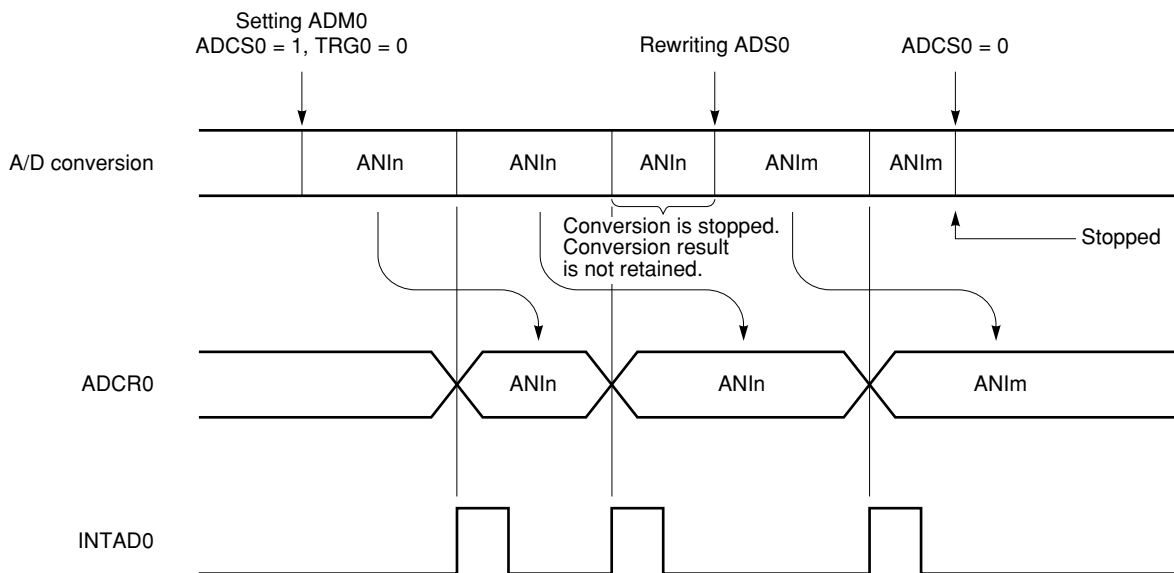 Setting ADM0
ADCS0 = 1, TRG0 = 0
Rewriting ADS0
ADCS0 = 0
A/D conversion
ANIn
ANIn
ANIn
ANIm
ANIm
Conversion is stopped.
Conversion result
is not retained.
Stopped
ADCR0
ANIn
ANIn
ANIm
INTAD0